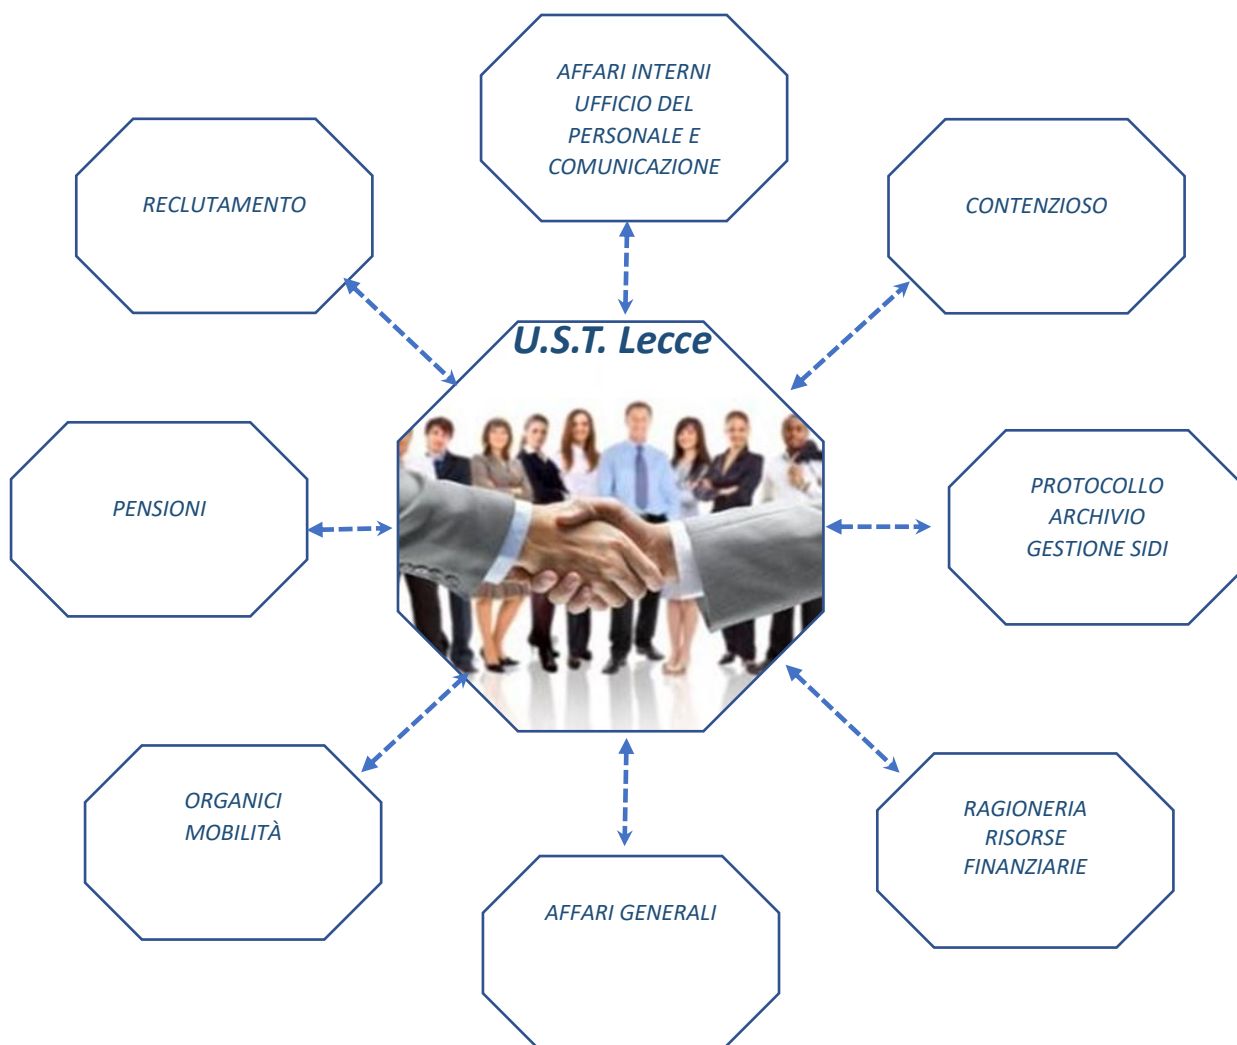 AFFARI INTERNI
UFFICIO DEL
PERSONALE E
COMUNICAZIONE
RECLUTAMENTO
CONTENZIOSO
U.S.T. Lecce
PENSIONI
PROTOCOLLO
ARCHIVIO
GESTIONE SIDI
ORGANICI
MOBILITÀ
RAGIONERIA
RISORSE
FINANZIARIE
AFFARI GENERALI